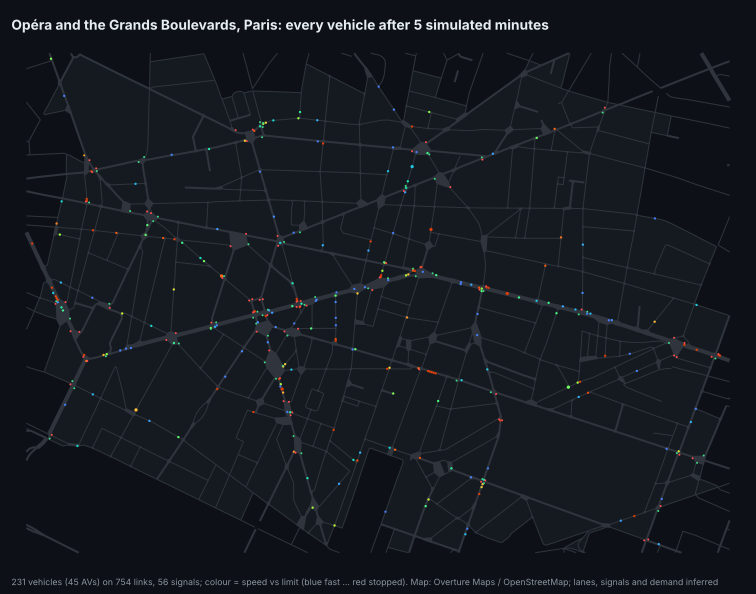 Opéra and the Grands Boulevards, Paris: every vehicle after 5 simulated minutes
231 vehicles (45 AVs) on 754 links, 56 signals; colour = speed vs limit (blue fast ... red stopped). Map: Overture Maps / OpenStreetMap; lanes, signals and demand inferred